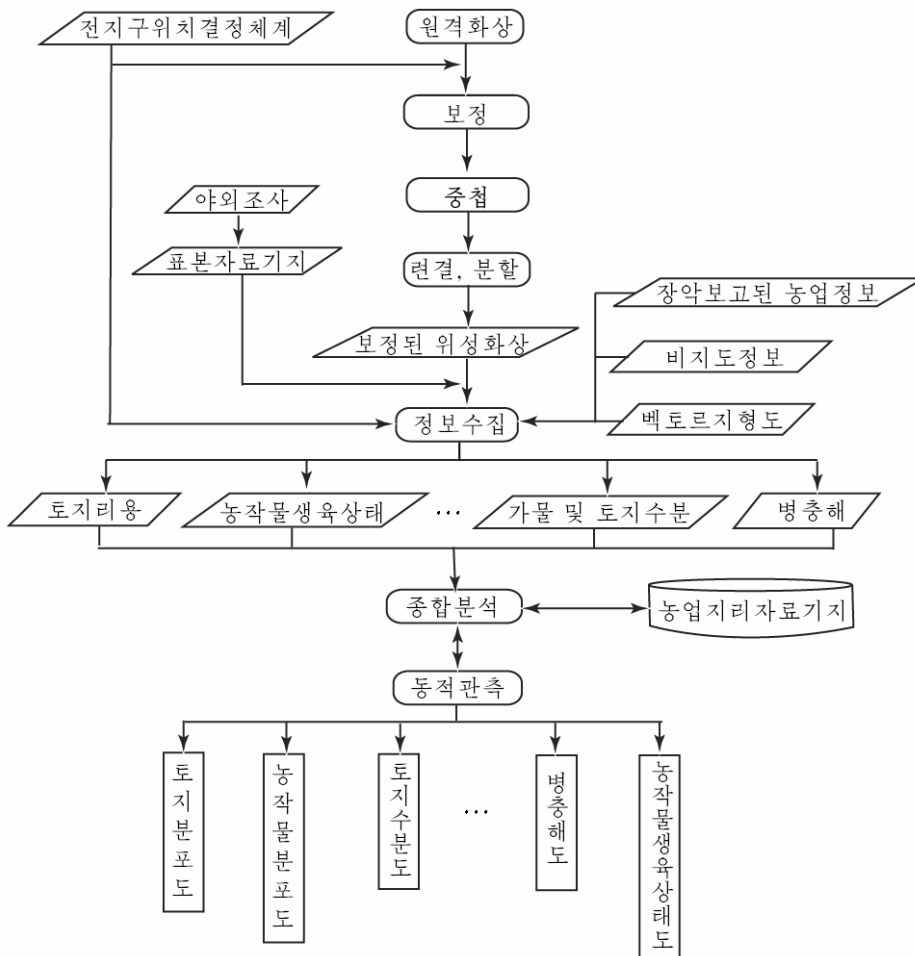 전지구위치결정체계
원격화상
보정
중첩
야외조사
표본자료기지
련결, 분할
장악보고된 농업정보
보정된 위성화상
비지도정보
정보수집
벡토르지형도
토지리용
농작물생육상태
...
가물 및 토지수분
병충해
종합분석
농업지리자료기지
동적관측
토지분포도
농작물분포도
토지수분도
...
병충해도
농작물생육상태도